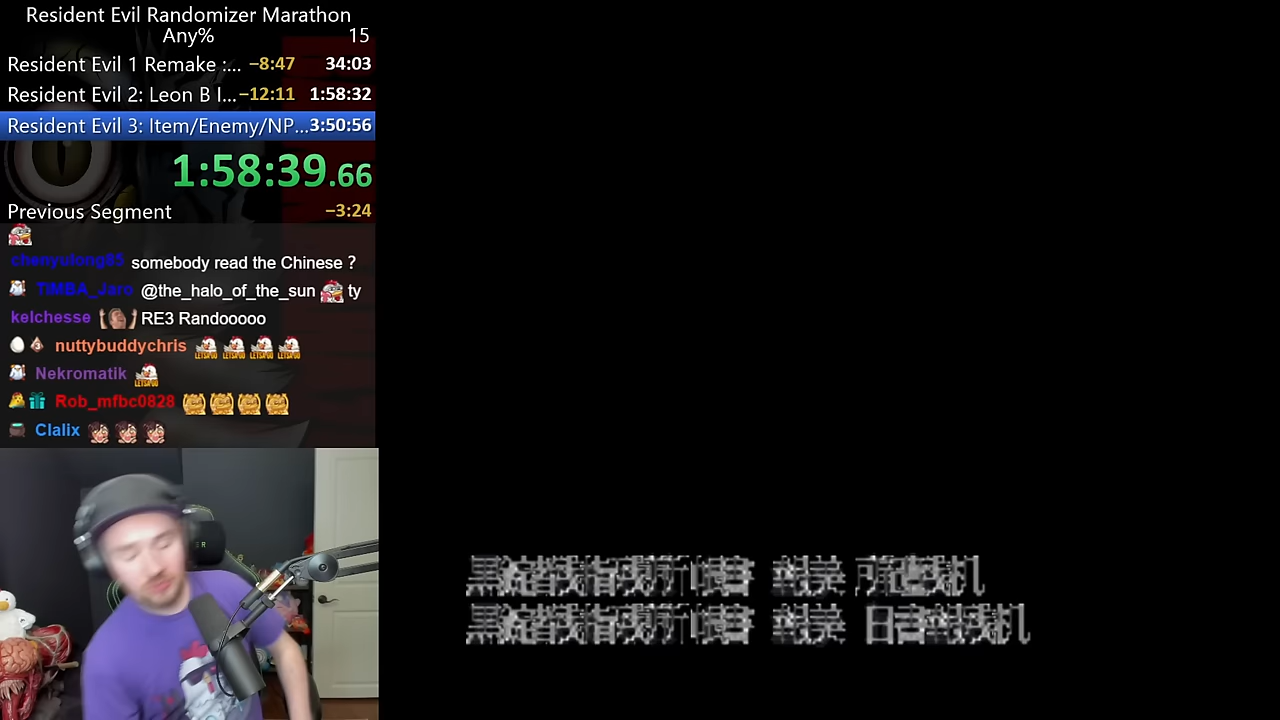 Resident Evil Randomizer Marathon
Any% 15
Resident Evil 1 Remake :... −8:47 34:03
Resident Evil 2: Leon B I... −12:11 1:58:32
Resident Evil 3: Item/Enemy/NP... 3:50:56
1:58:39.66
Previous Segment −3:24
chenyulong85 somebody read the Chinese ?
TIMBA_Jaro @the_halo_of_the_sun ty
kelchesse RE3 Randooooo
nuttybuddychris
Nekromatik
Rob_mfbc0828
Clalix